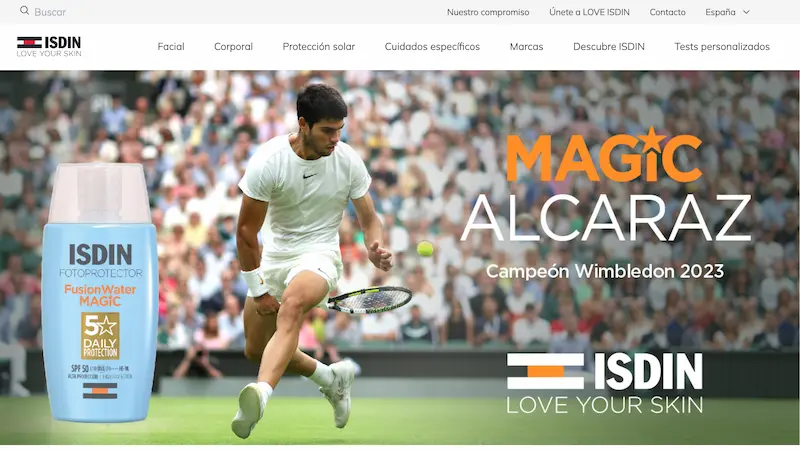 Buscar
Nuestro compromiso
Únete a LOVE ISDIN
Contacto
España
ISDIN
LOVE YOUR SKIN
Facial
Corporal
Protección solar
Cuidados específicos
Marcas
Descubre ISDIN
Tests personalizados
MAGIC
ALCARAZ
Campeón Wimbledon 2023
ISDIN
FOTOPROTECTOR
FusionWater
MAGIC
5
DAILY
PROTECTION
SPF 50
ISDIN
LOVE YOUR SKIN